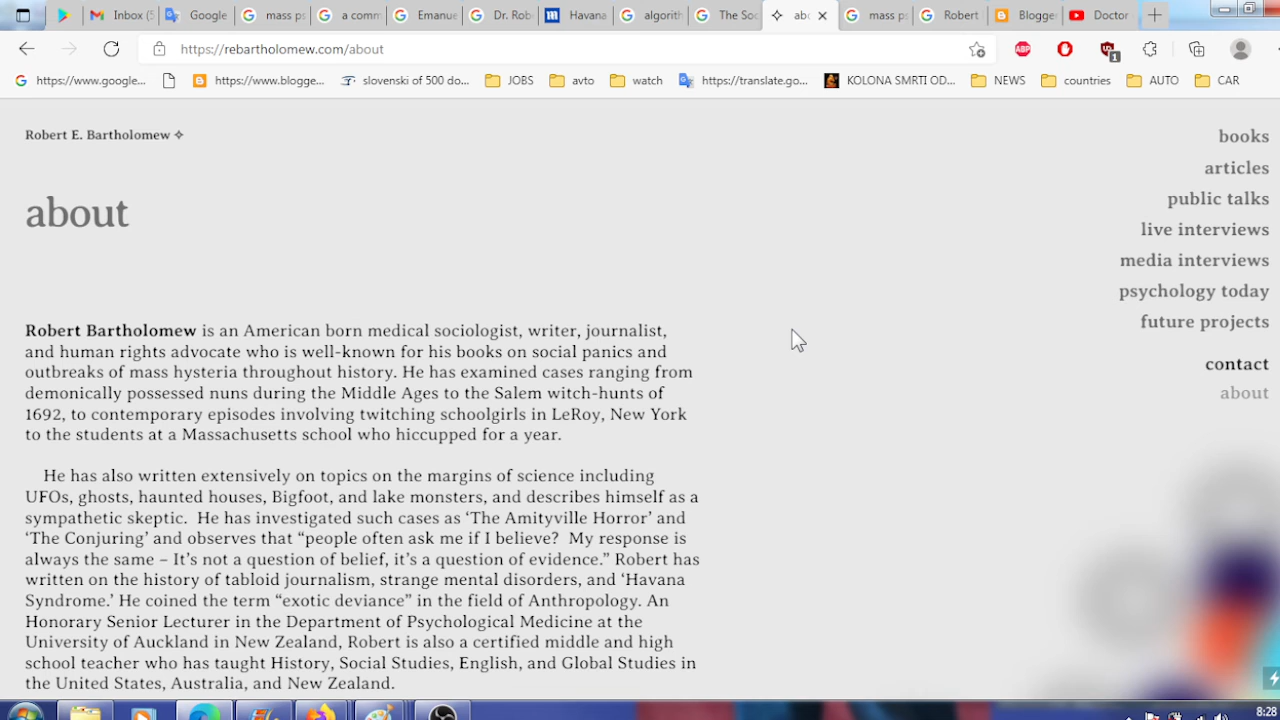 Inbox (5
Google
mass ps
a comm
Emanue
Dr. Rob
Havana
algorith
The Soc
abo
mass ps
Robert
Blogger
Doctor
https://rebartholomew.com/about
ABP
1
https://www.google...
https://www.blogge...
slovenski of 500 do...
JOBS
avto
watch
https://translate.go...
KOLONA SMRTI OD...
NEWS
countries
AUTO
CAR
Robert E. Bartholomew
about
books
articles
public talks
live interviews
media interviews
psychology today
future projects
contact
about
Robert Bartholomew is an American born medical sociologist, writer, journalist,
and human rights advocate who is well-known for his books on social panics and
outbreaks of mass hysteria throughout history. He has examined cases ranging from
demonically possessed nuns during the Middle Ages to the Salem witch-hunts of
1692, to contemporary episodes involving twitching schoolgirls in LeRoy, New York
to the students at a Massachusetts school who hiccupped for a year.
He has also written extensively on topics on the margins of science including
UFOs, ghosts, haunted houses, Bigfoot, and lake monsters, and describes himself as a
sympathetic skeptic. He has investigated such cases as ‘The Amityville Horror’ and
‘The Conjuring’ and observes that “people often ask me if I believe? My response is
always the same – It’s not a question of belief, it’s a question of evidence.” Robert has
written on the history of tabloid journalism, strange mental disorders, and ‘Havana
Syndrome.’ He coined the term “exotic deviance” in the field of Anthropology. An
Honorary Senior Lecturer in the Department of Psychological Medicine at the
University of Auckland in New Zealand, Robert is also a certified middle and high
school teacher who has taught History, Social Studies, English, and Global Studies in
the United States, Australia, and New Zealand.
8:28